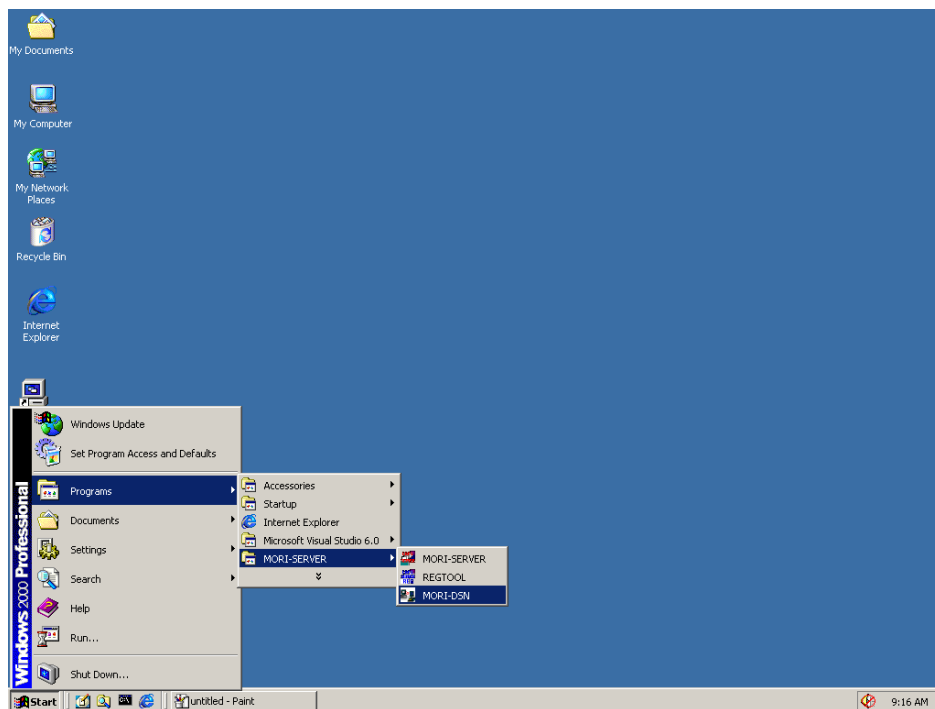 My Documents
My Computer
My Network
Places
Recycle Bin
Internet
Explorer
Windows 2000 Professional
Windows Update
Set Program Access and Defaults
Programs
Documents
Settings
Search
Help
Run...
Shut Down...
Accessories
Startup
Internet Explorer
Microsoft Visual Studio 6.0
MORI-SERVER
MORI-SERVER
REGTOOL
MORI-DSN
Start
untitled - Paint
9:16 AM